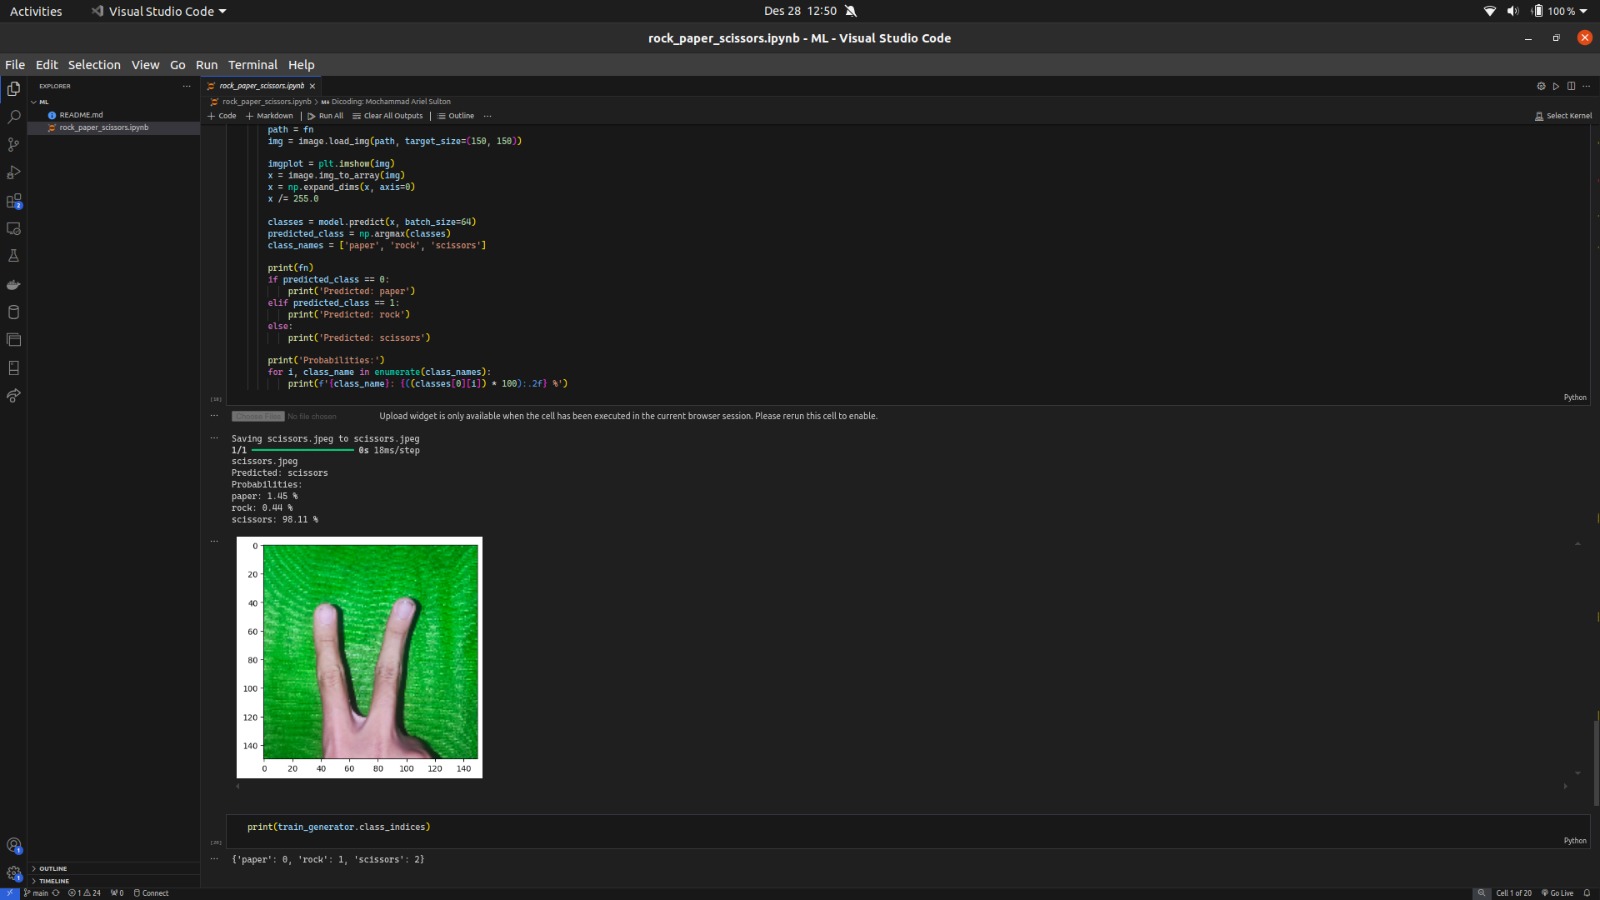 Activities
Visual Studio Code
Des 28 12:50
100 %
rock_paper_scissors.ipynb - ML - Visual Studio Code
File Edit Selection View Go Run Terminal Help
EXPLORER
rock_paper_scissors.ipynb
ML
rock_paper_scissors.ipynb > Dicoding: Mochammad Ariel Sulton
README.md
rock_paper_scissors.ipynb
+ Code + Markdown | Run All Clear All Outputs | Outline ...
Select Kernel
path = fn
img = image.load_img(path, target_size=(150, 150))
imgplot = plt.imshow(img)
x = image.img_to_array(img)
x = np.expand_dims(x, axis=0)
x /= 255.0
classes = model.predict(x, batch_size=64)
predicted_class = np.argmax(classes)
class_names = ['paper', 'rock', 'scissors']
print(fn)
if predicted_class == 0:
print('Predicted: paper')
elif predicted_class == 1:
print('Predicted: rock')
else:
print('Predicted: scissors')
print('Probabilities:')
for i, class_name in enumerate(class_names):
print(f'{class_name}: {((classes[0][i]) * 100):.2f} %')
Python
Choose Files No file chosen Upload widget is only available when the cell has been executed in the current browser session. Please rerun this cell to enable.
Saving scissors.jpeg to scissors.jpeg
1/1 0s 18ms/step
scissors.jpeg
Predicted: scissors
Probabilities:
paper: 1.45 %
rock: 0.44 %
scissors: 98.11 %
0
20
40
60
80
100
120
140
0 20 40 60 80 100 120 140
print(train_generator.class_indices)
Python
{'paper': 0, 'rock': 1, 'scissors': 2}
OUTLINE
TIMELINE
main 1 24 0 Connect
Cell 1 of 20 Go Live